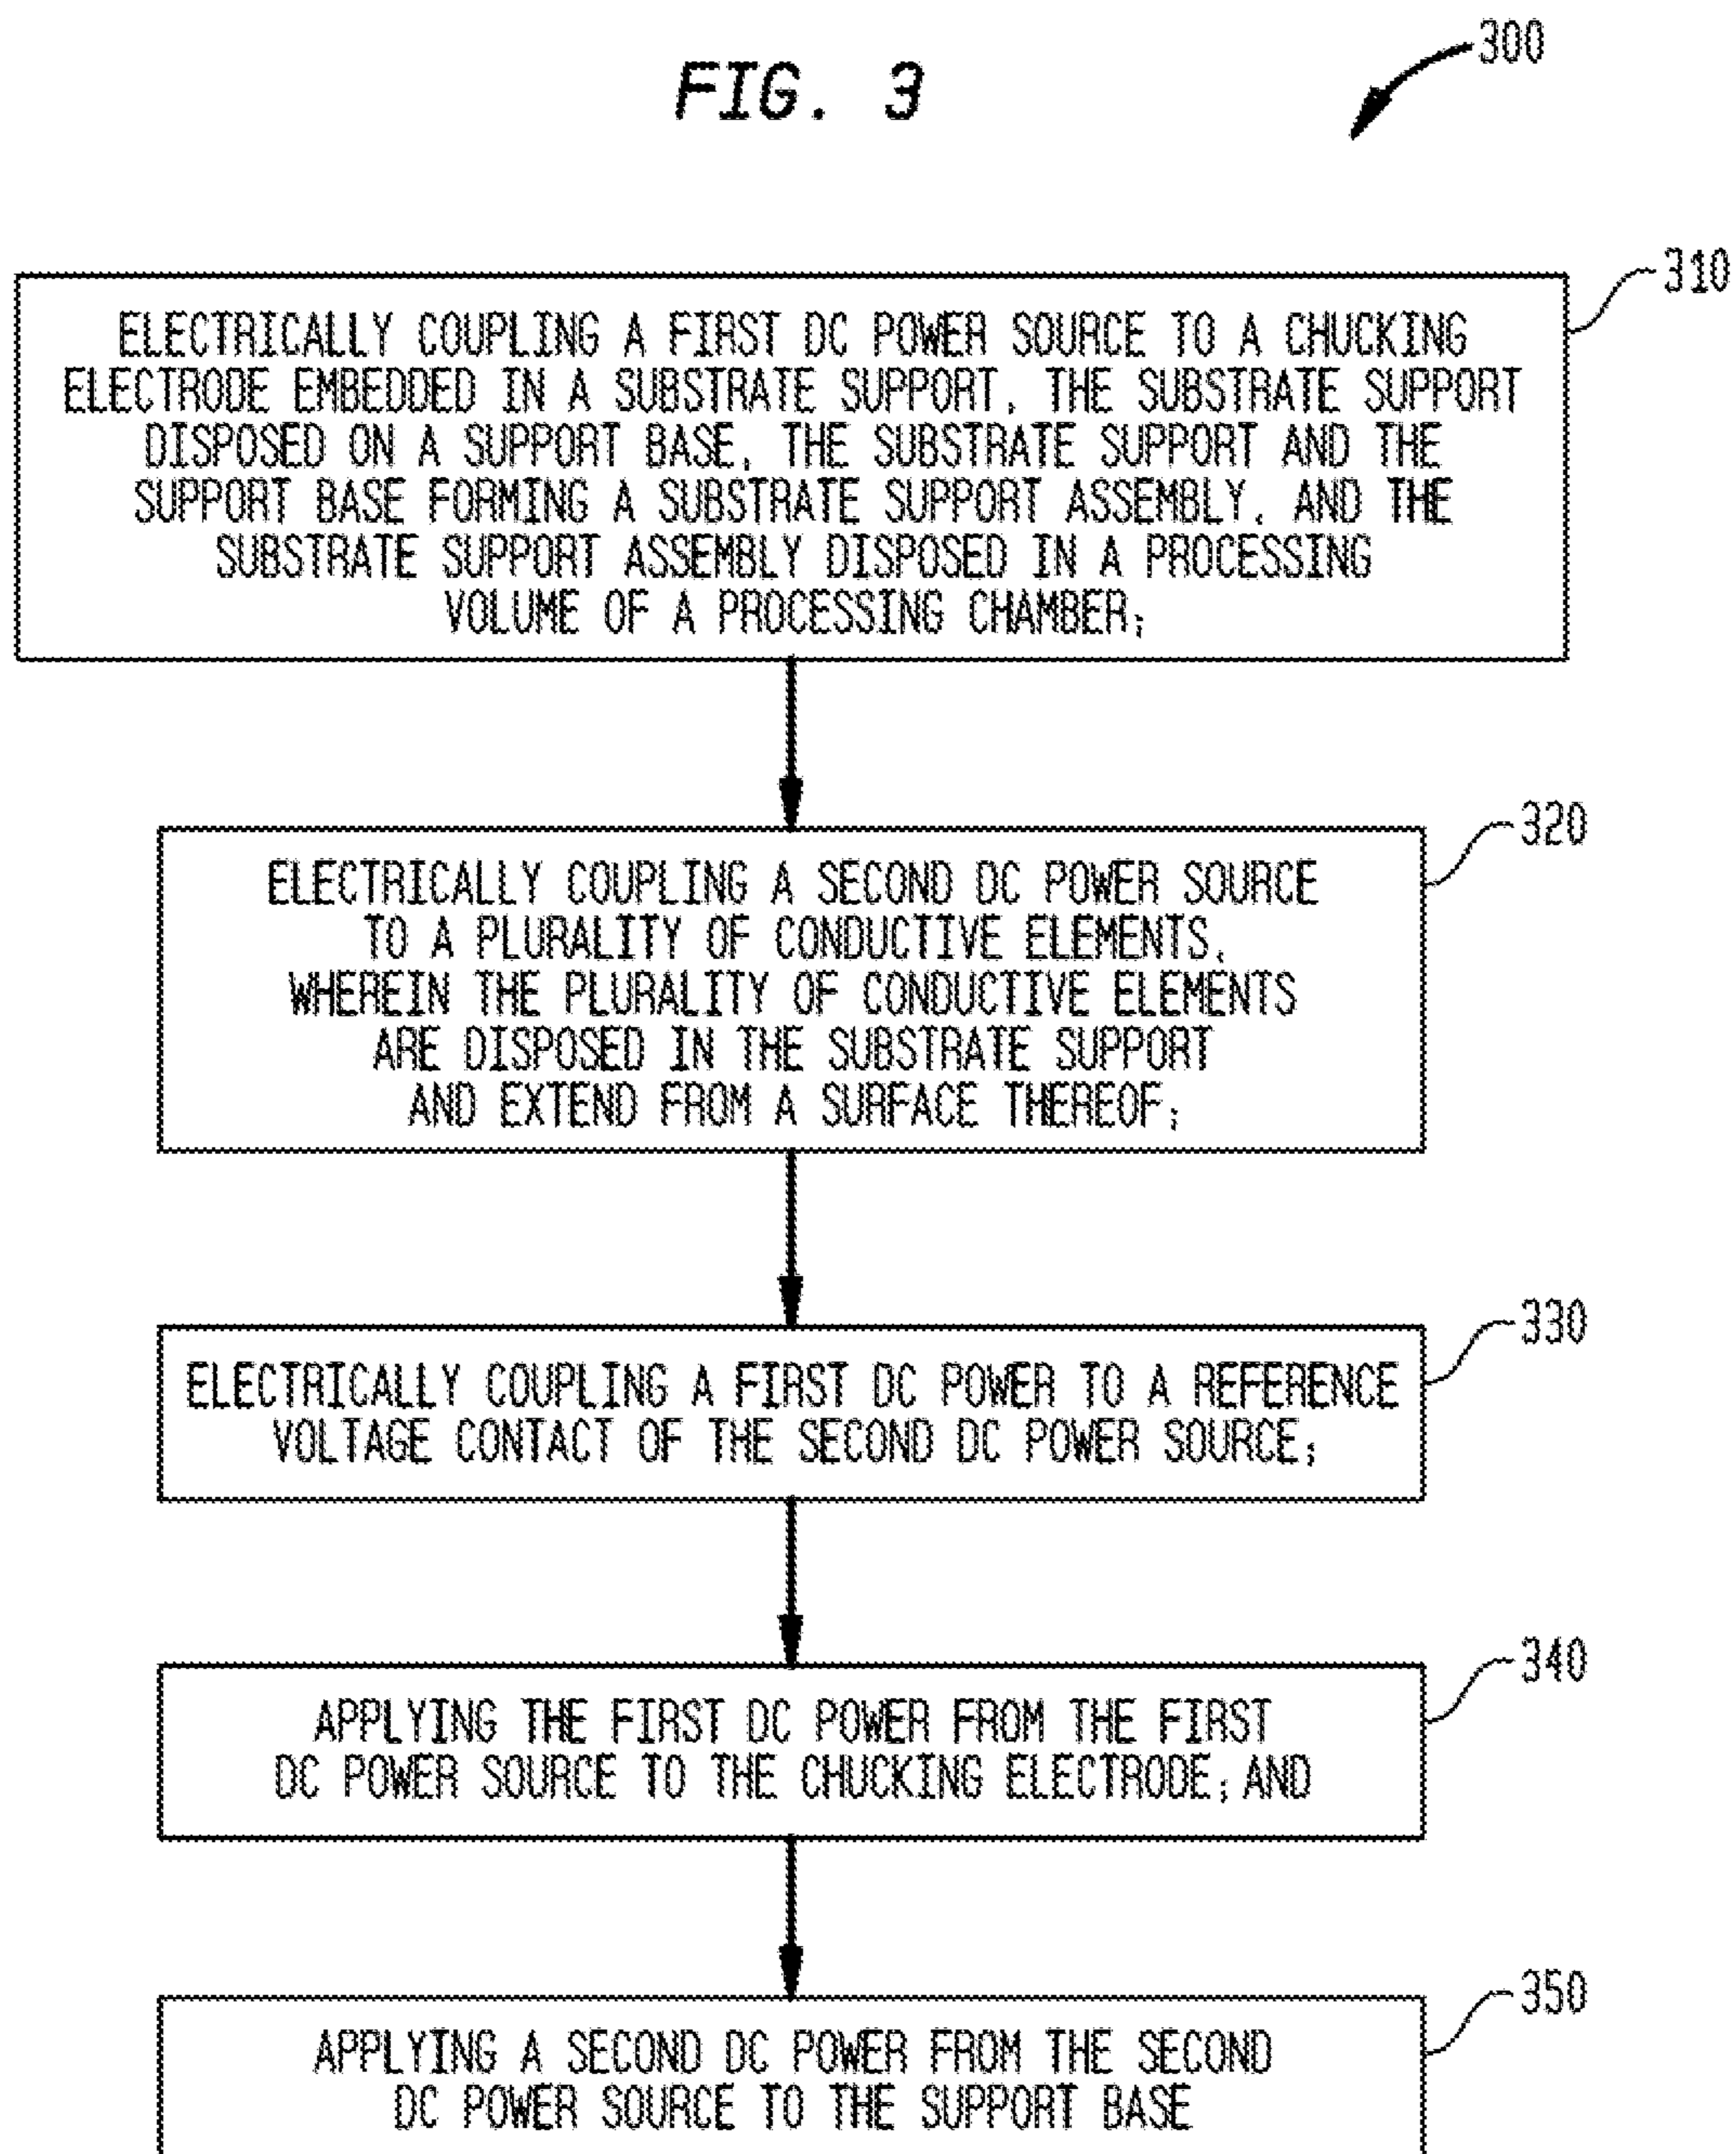 FIG. 3
300
310
ELECTRICALLY COUPLING A FIRST DC POWER SOURCE TO A CHUCKING
ELECTRODE EMBEDDED IN A SUBSTRATE SUPPORT, THE SUBSTRATE SUPPORT
DISPOSED ON A SUPPORT BASE, THE SUBSTRATE SUPPORT AND THE
SUPPORT BASE FORMING A SUBSTRATE SUPPORT ASSEMBLY, AND THE
SUBSTRATE SUPPORT ASSEMBLY DISPOSED IN A PROCESSING
VOLUME OF A PROCESSING CHAMBER;
320
ELECTRICALLY COUPLING A SECOND DC POWER SOURCE
TO A PLURALITY OF CONDUCTIVE ELEMENTS,
WHEREIN THE PLURALITY OF CONDUCTIVE ELEMENTS
ARE DISPOSED IN THE SUBSTRATE SUPPORT
AND EXTEND FROM A SURFACE THEREOF;
330
ELECTRICALLY COUPLING A FIRST DC POWER TO A REFERENCE
VOLTAGE CONTACT OF THE SECOND DC POWER SOURCE;
340
APPLYING THE FIRST DC POWER FROM THE FIRST
DC POWER SOURCE TO THE CHUCKING ELECTRODE; AND
350
APPLYING A SECOND DC POWER FROM THE SECOND
DC POWER SOURCE TO THE SUPPORT BASE